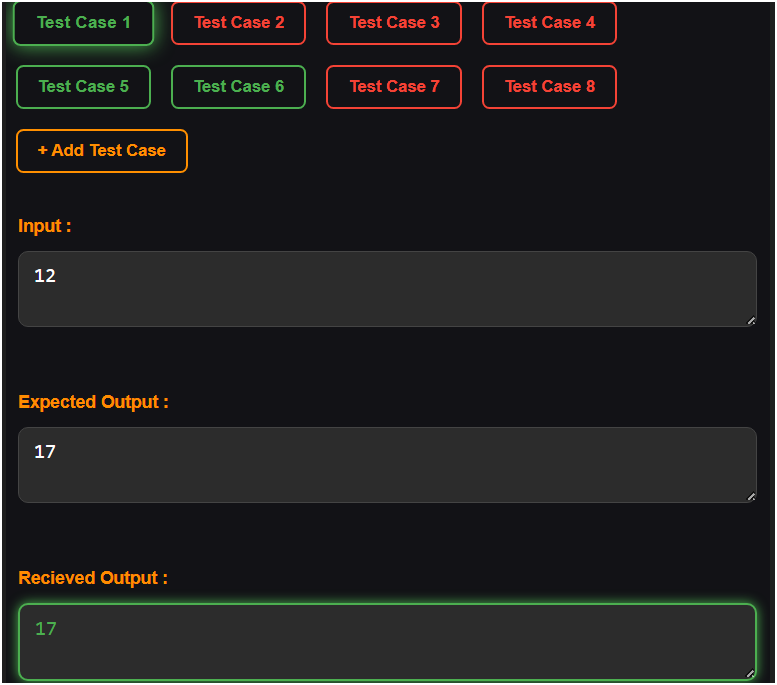 Test Case 1 Test Case 2 Test Case 3 Test Case 4
Test Case 5 Test Case 6 Test Case 7 Test Case 8
+ Add Test Case
Input :
12
Expected Output :
17
Recieved Output :
17